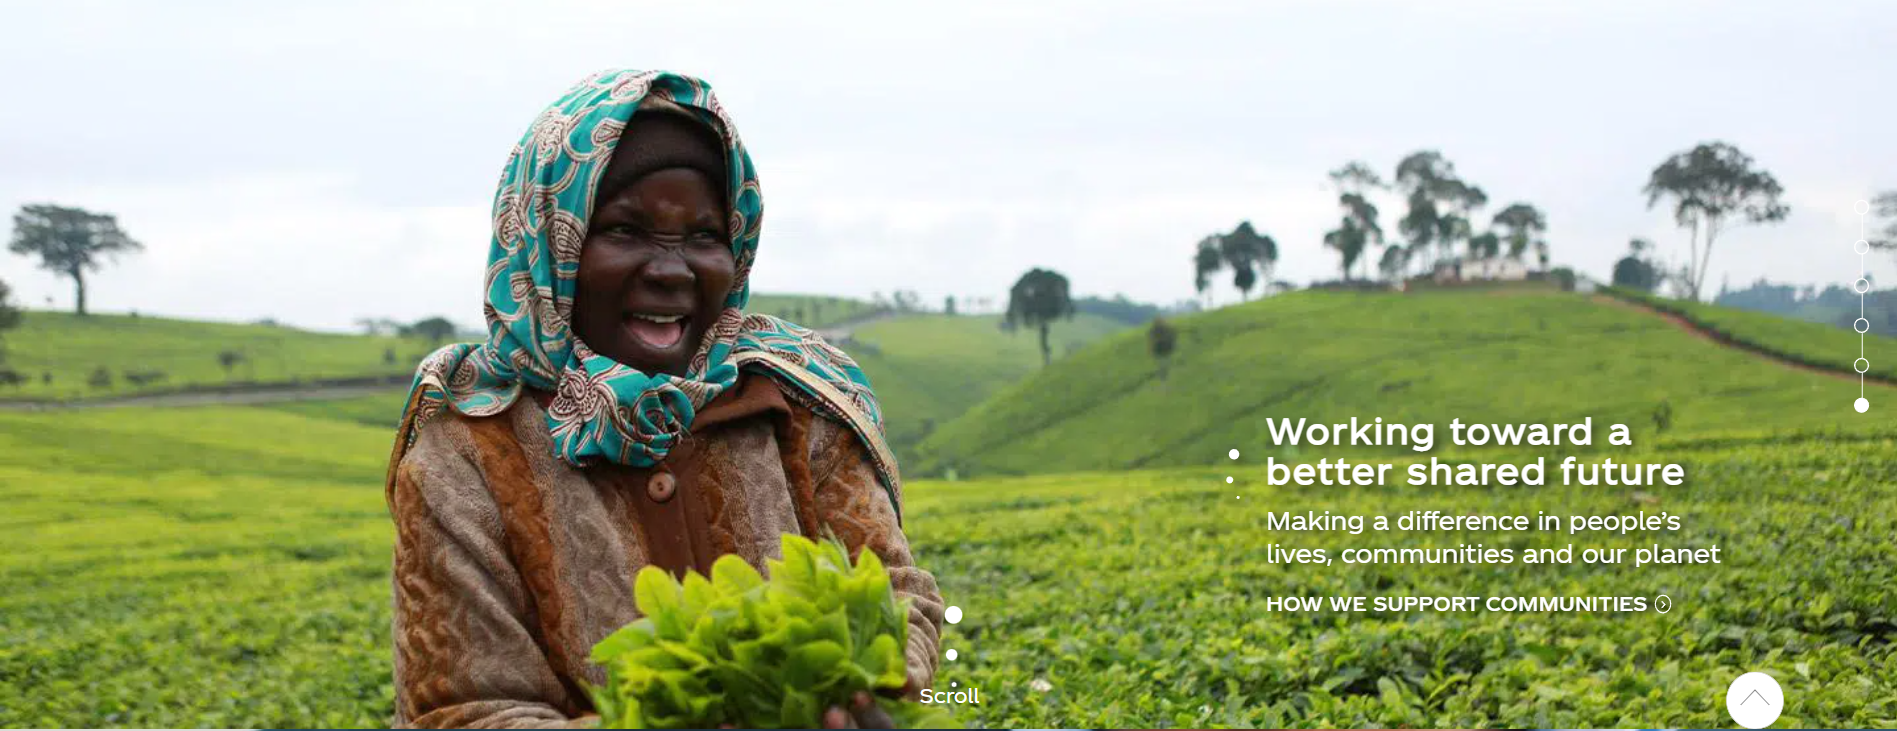 Working toward a
better shared future
Making a difference in people’s
lives, communities and our planet
HOW WE SUPPORT COMMUNITIES
Scroll